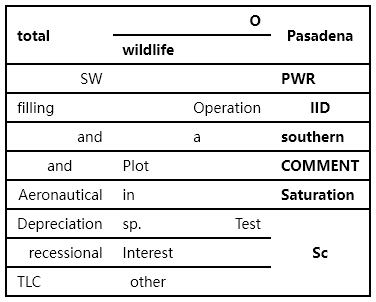 total O Pasadena
wildlife
SW PWR
filling Operation IID
and a southern
and Plot COMMENT
Aeronautical in Saturation
Depreciation sp. Test
recessional Interest Sc
TLC other